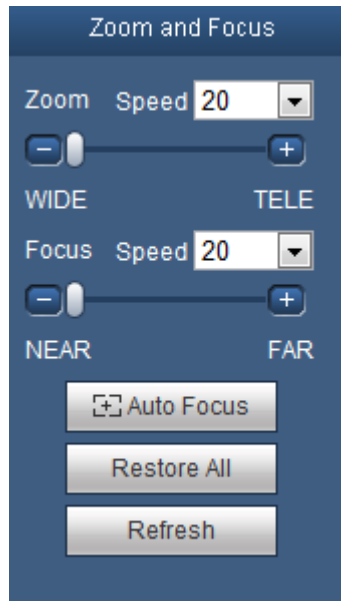 Zoom and Focus
Zoom Speed 20
WIDE TELE
Focus Speed 20
NEAR FAR
Auto Focus
Restore All
Refresh